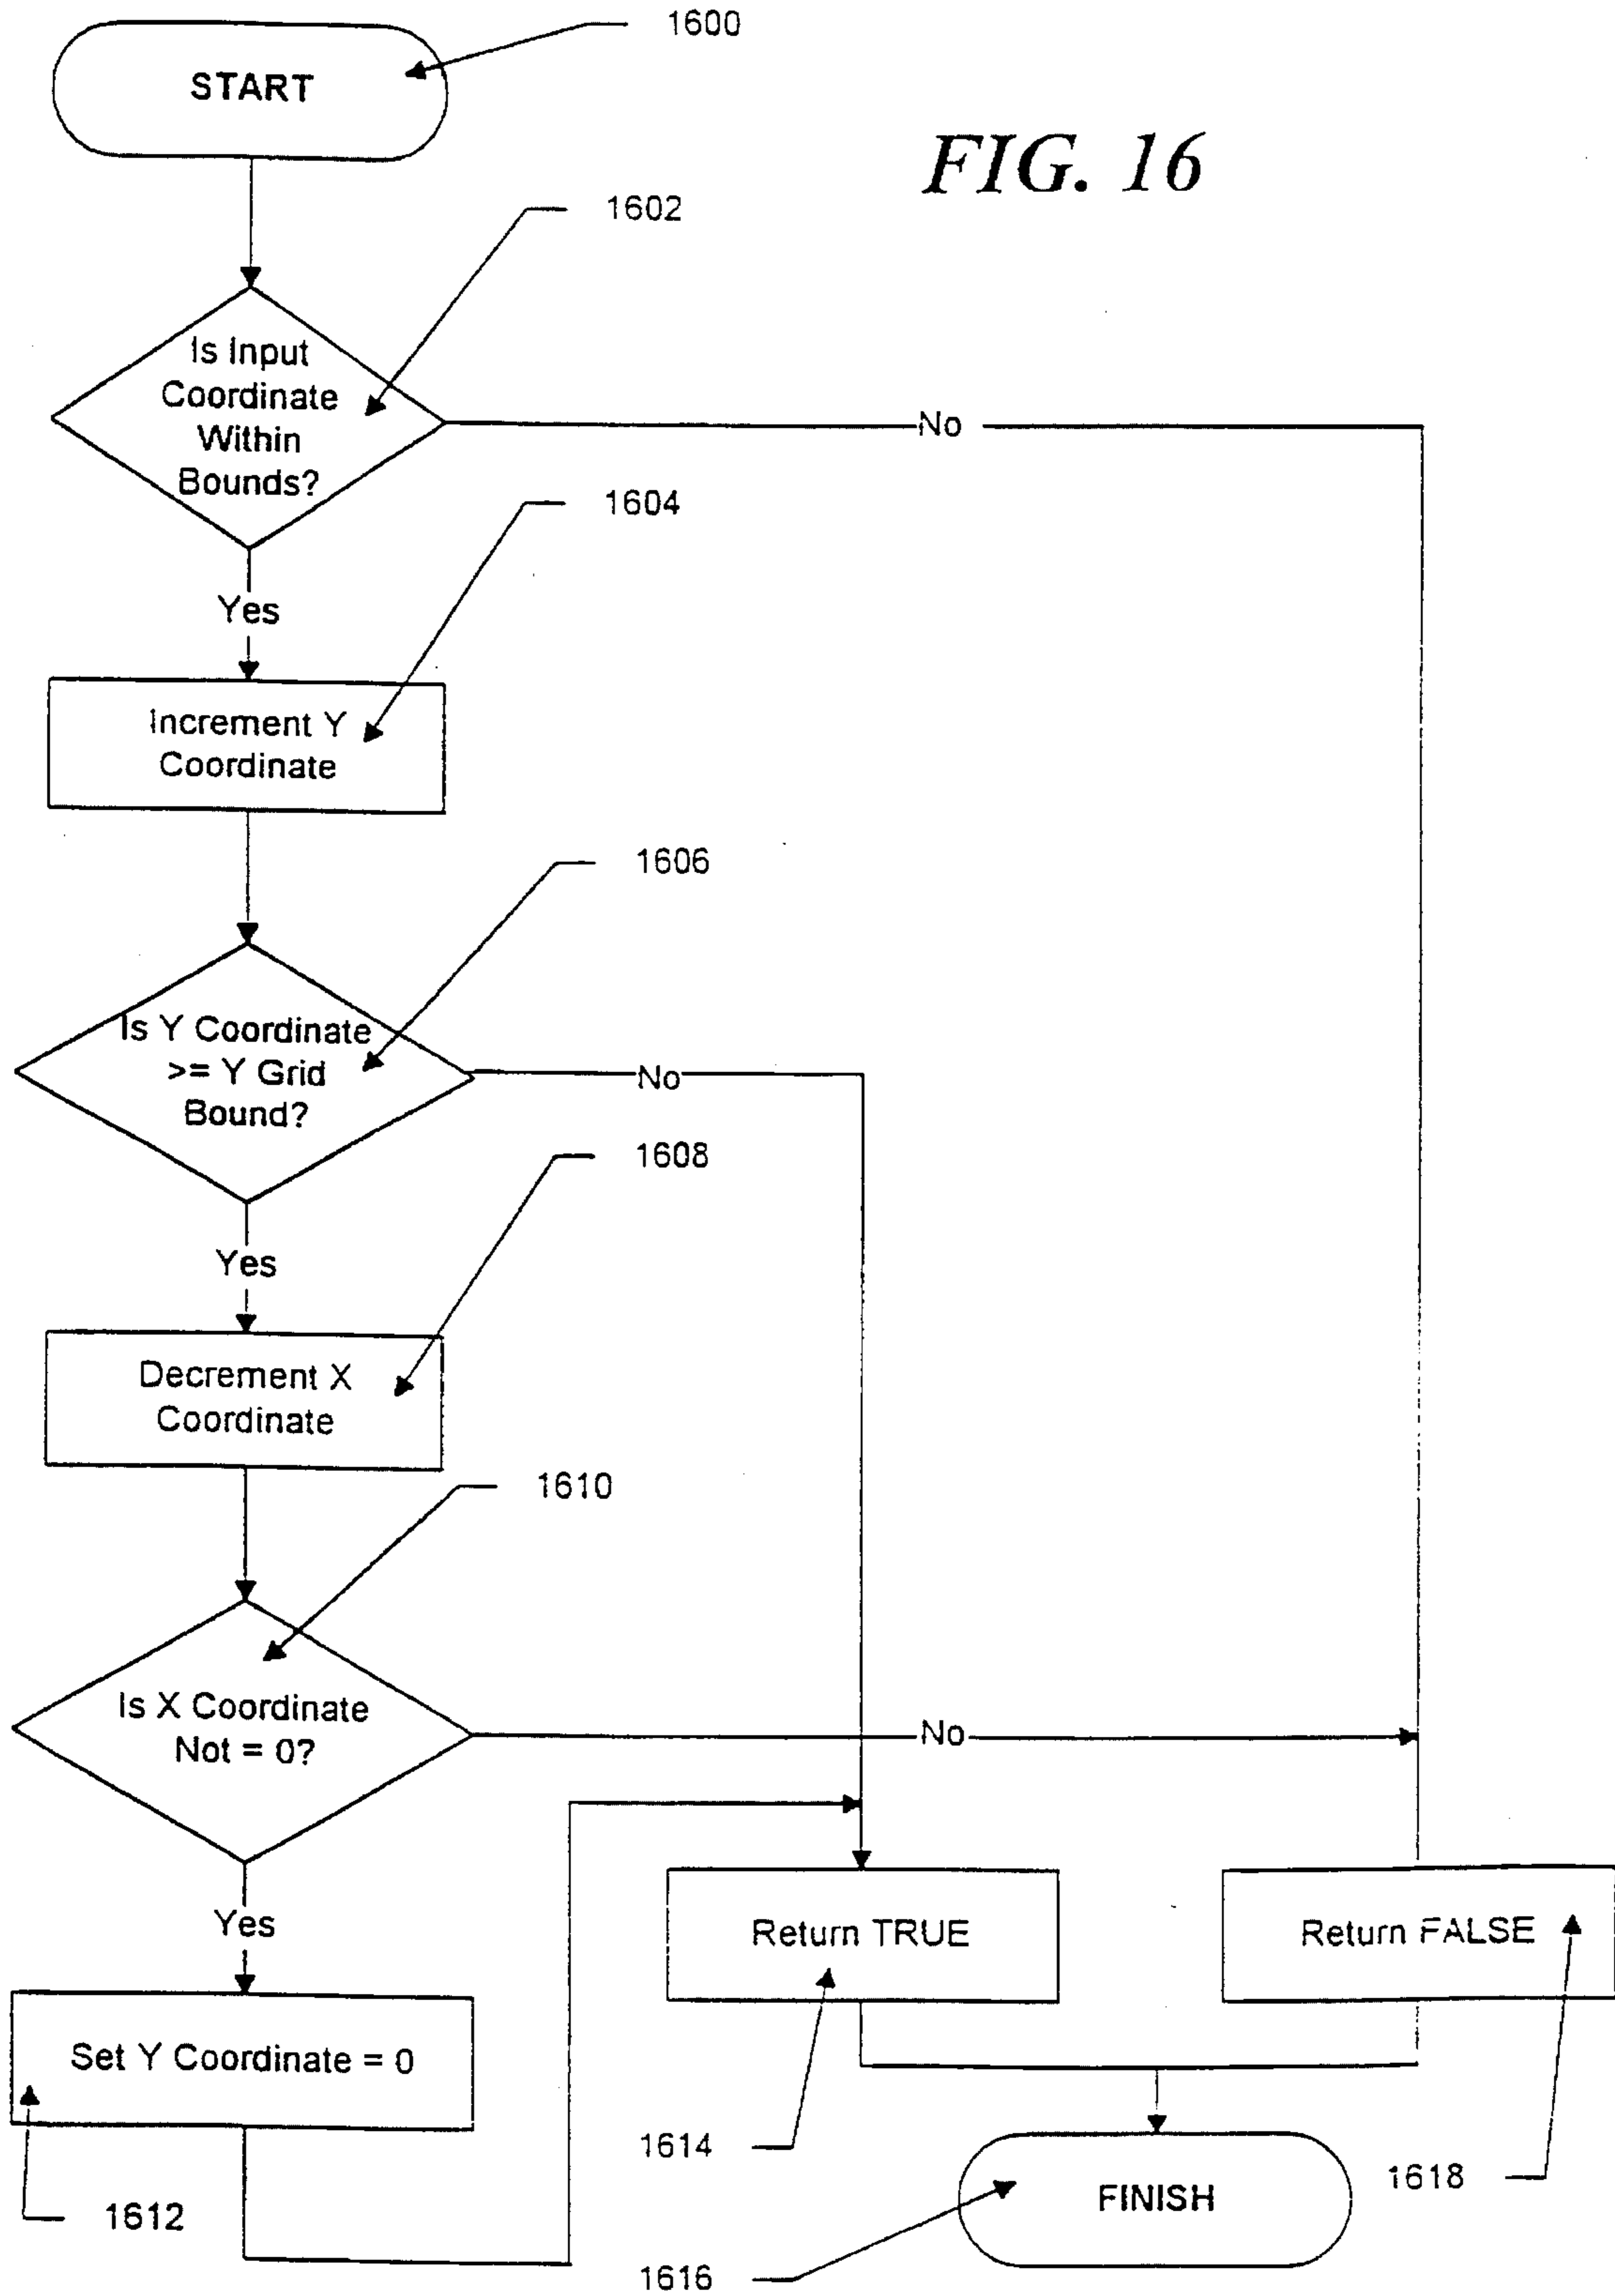 1600
START
FIG. 16
1602
Is Input
Coordinate
Within
Bounds?
No
1604
Yes
Increment Y
Coordinate
1606
Is Y Coordinate
>= Y Grid
Bound?
No
1608
Yes
Decrement X
Coordinate
1610
Is X Coordinate
Not = 0?
No
Yes
Return TRUE
Return FALSE
Set Y Coordinate = 0
1614
1618
FINISH
1612
1616